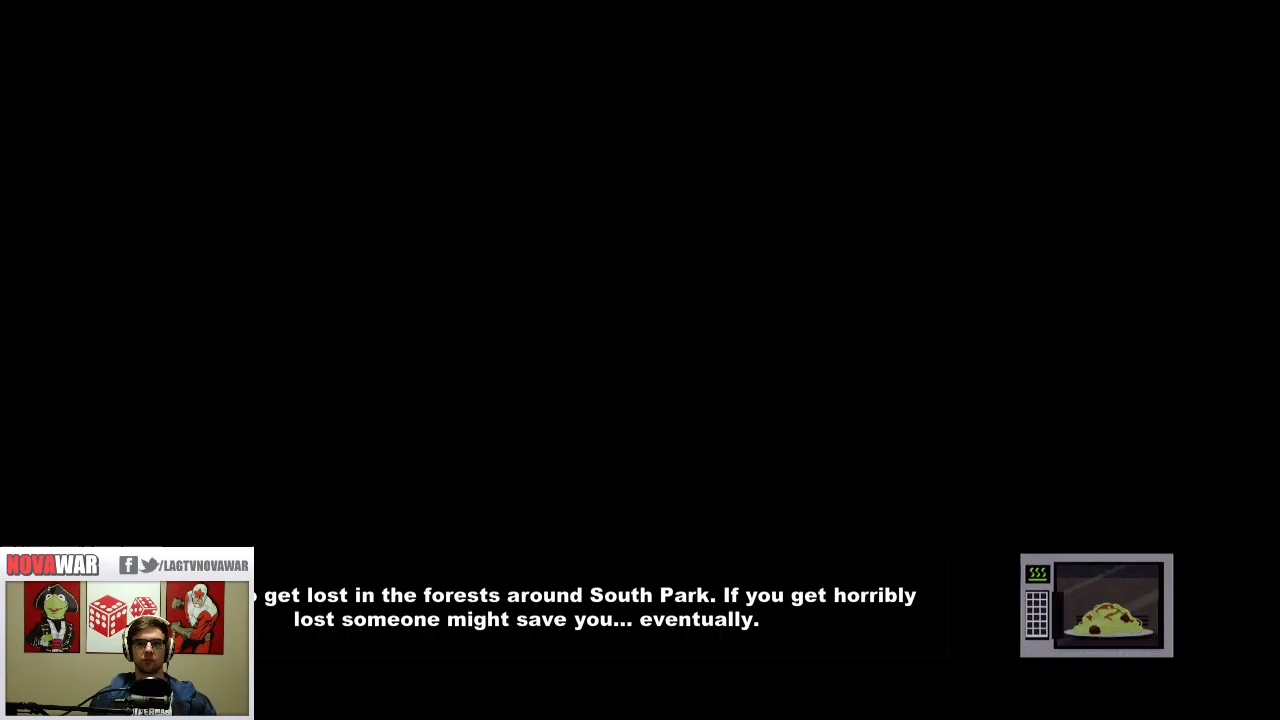 NOVAWAR
/LAGTVNOVAWAR
get lost in the forests around South Park. If you get horribly
lost someone might save you... eventually.